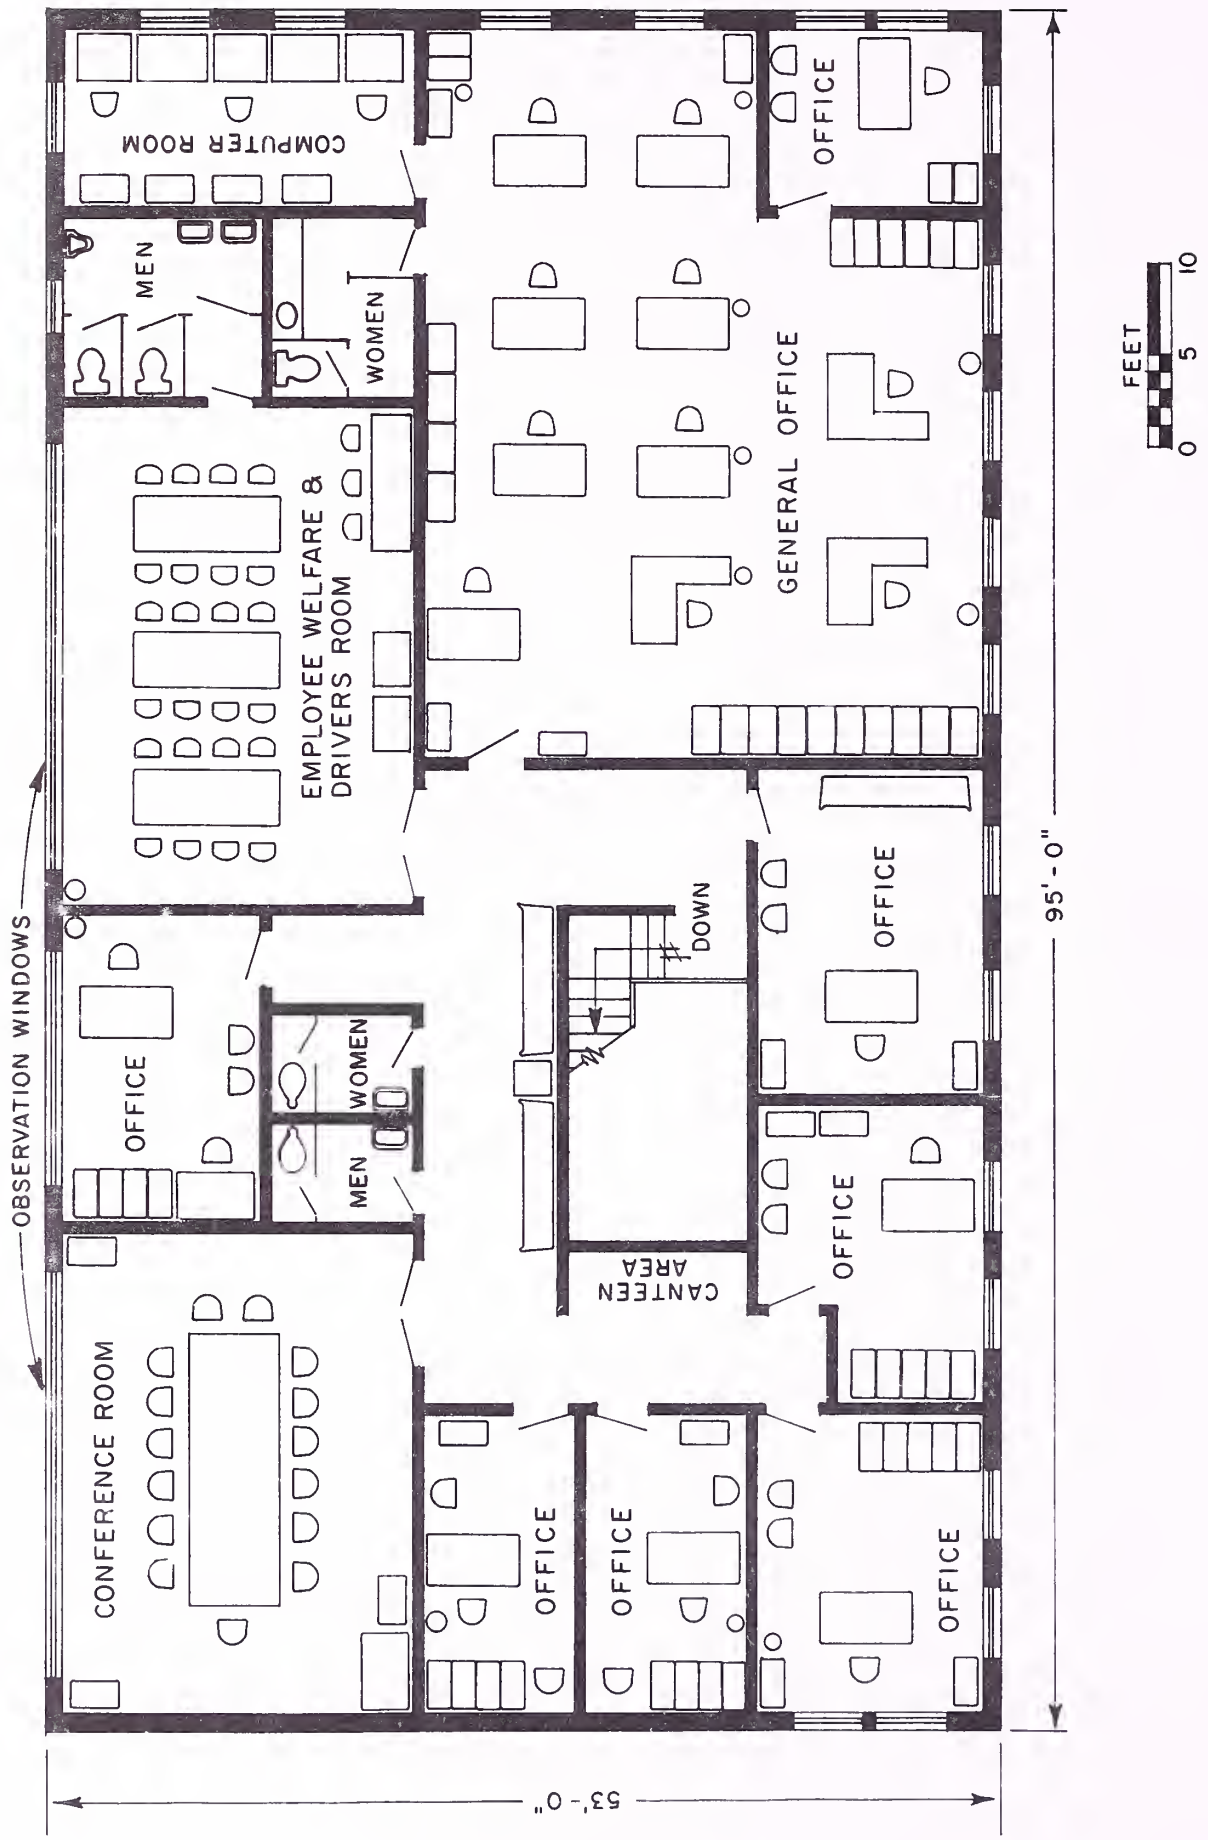 OBSERVATION WINDOWS
COMPUTER ROOM
MEN
WOMEN
EMPLOYEE WELFARE &
DRIVERS ROOM
OFFICE
GENERAL OFFICE
OFFICE
WOMEN
MEN
CONFERENCE ROOM
DOWN
CANTEEN
AREA
OFFICE
OFFICE
OFFICE
OFFICE
OFFICE
FEET
0 5 10
95'-0"
53'-0"